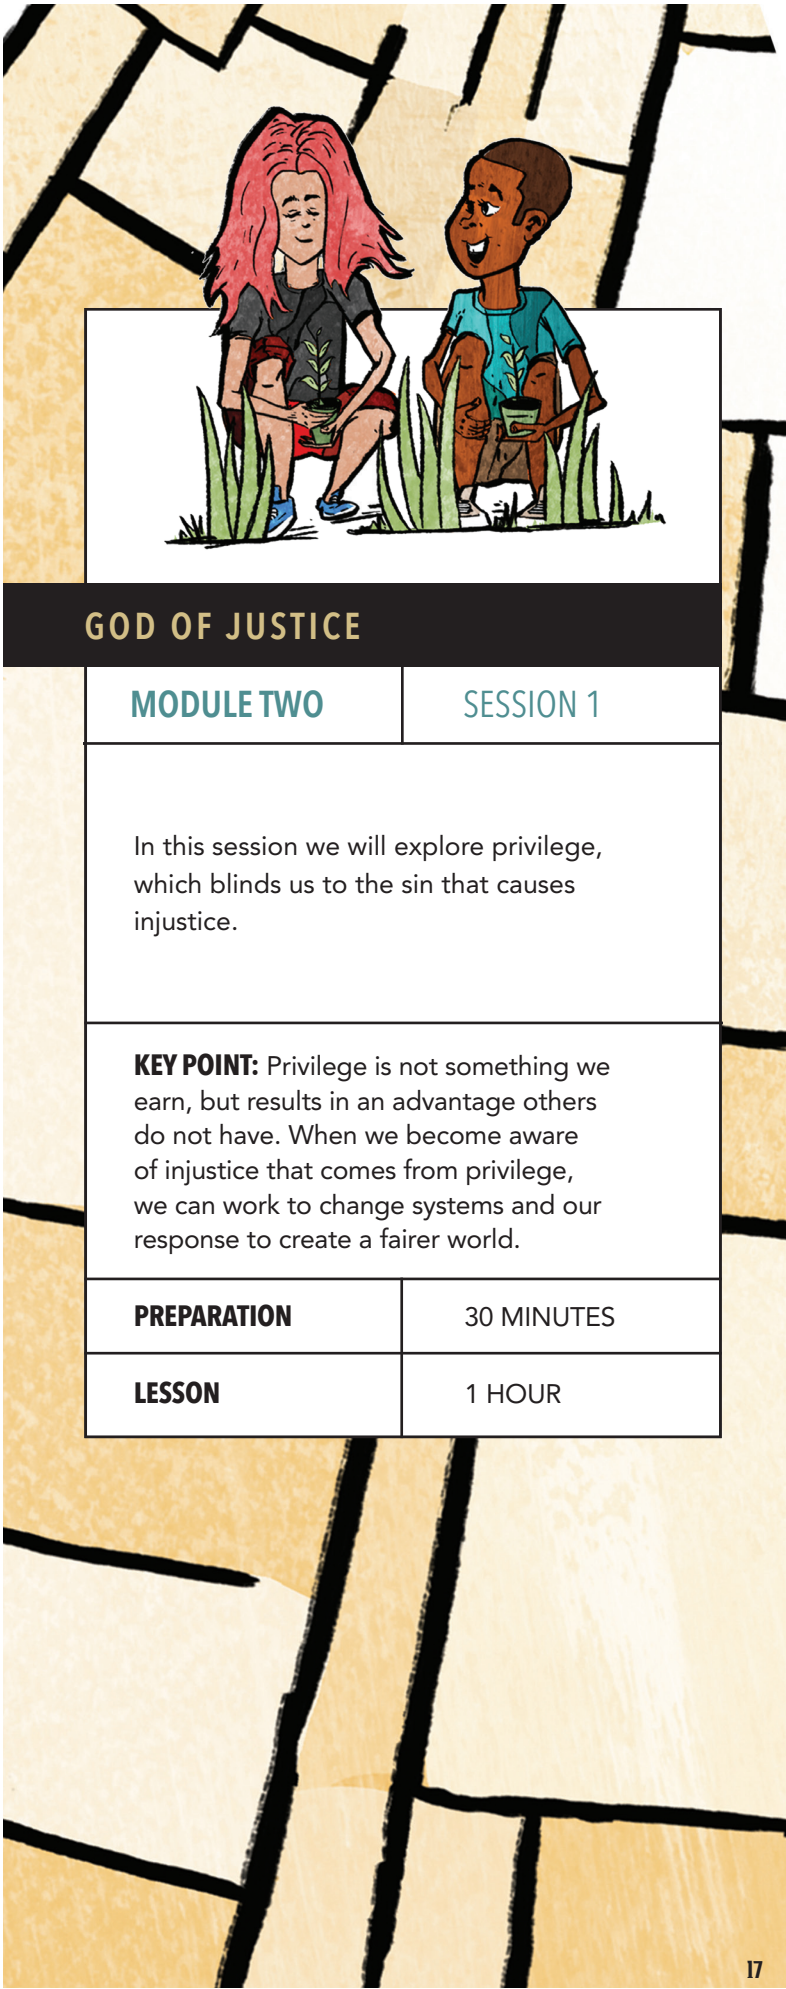 GOD OF JUSTICE
MODULE TWO
SESSION 1
In this session we will explore privilege,
which blinds us to the sin that causes
injustice.
KEY POINT: Privilege is not something we
earn, but results in an advantage others
do not have. When we become aware
of injustice that comes from privilege,
we can work to change systems and our
response to create a fairer world.
PREPARATION
30 MINUTES
LESSON
1 HOUR
17